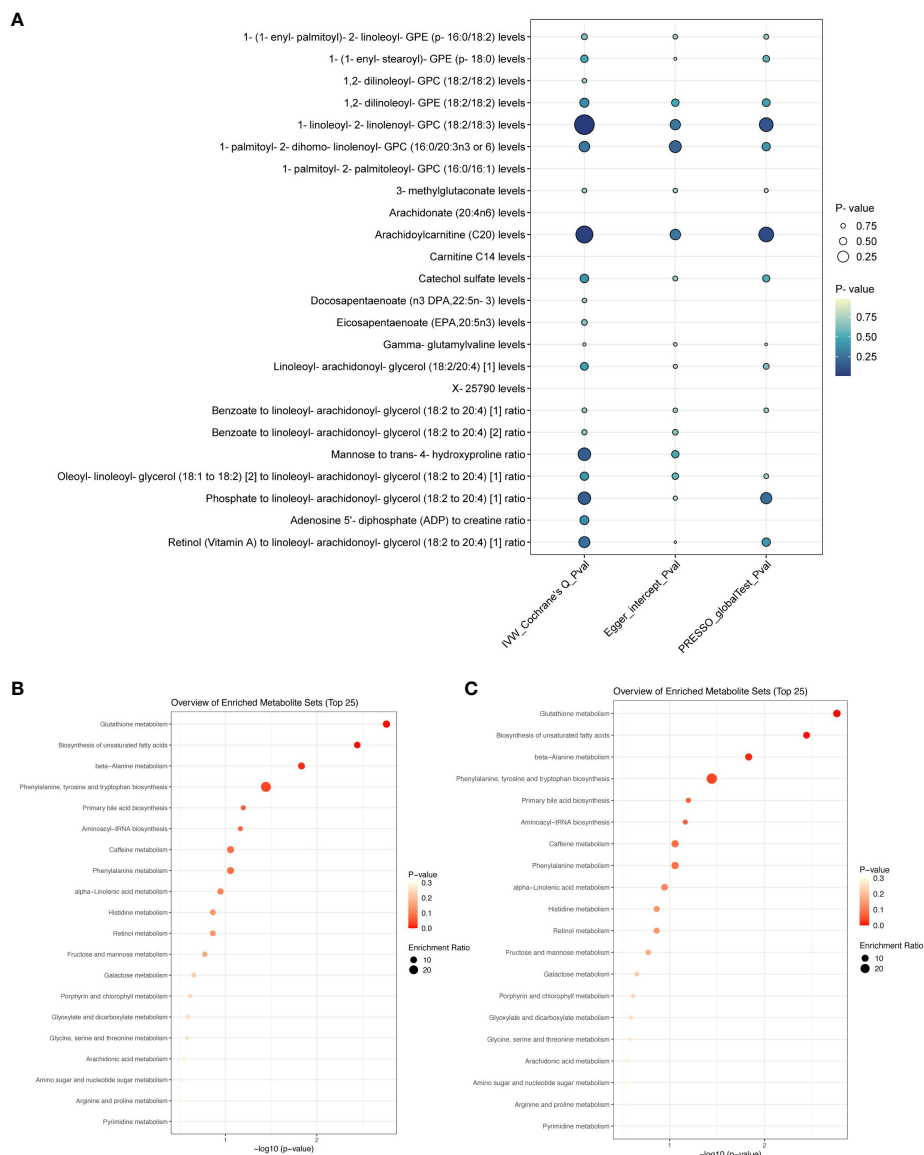 A
1- (1- enyl- palmitoyl)- 2- linoleoyl- GPE (p- 16:0/18:2) levels
1- (1- enyl- stearoyl)- GPE (p- 18:0) levels
1,2- dilinoleoyl- GPC (18:2/18:2) levels
1,2- dilinoleoyl- GPE (18:2/18:2) levels
1- linoleoyl- 2- linolenoyl- GPC (18:2/18:3) levels
1- palmitoyl- 2- dihomo- linolenoyl- GPC (16:0/20:3n3 or 6) levels
1- palmitoyl- 2- palmitoleoyl- GPC (16:0/16:1) levels
3- methylglutaconate levels
Arachidonate (20:4n6) levels
Arachidoylcarnitine (C20) levels
Carnitine C14 levels
Catechol sulfate levels
Docosapentaenoate (n3 DPA,22:5n- 3) levels
Eicosapentaenoate (EPA,20:5n3) levels
Gamma- glutamylvaline levels
Linoleoyl- arachidonoyl- glycerol (18:2/20:4) [1] levels
X- 25790 levels
Benzoate to linoleoyl- arachidonoyl- glycerol (18:2 to 20:4) [1] ratio
Benzoate to linoleoyl- arachidonoyl- glycerol (18:2 to 20:4) [2] ratio
Mannose to trans- 4- hydroxyproline ratio
Oleoyl- linoleoyl- glycerol (18:1 to 18:2) [2] to linoleoyl- arachidonoyl- glycerol (18:2 to 20:4) [1] ratio
Phosphate to linoleoyl- arachidonoyl- glycerol (18:2 to 20:4) [1] ratio
Adenosine 5'- diphosphate (ADP) to creatine ratio
Retinol (Vitamin A) to linoleoyl- arachidonoyl- glycerol (18:2 to 20:4) [1] ratio
IVW_Cochrane's Q_Pval
Egger_intercept_Pval
PRESSO_globalTest_Pval
P- value
0.75
0.50
0.25
P- value
0.75
0.50
0.25
B
Overview of Enriched Metabolite Sets (Top 25)
Glutathione metabolism
Biosynthesis of unsaturated fatty acids
beta-Alanine metabolism
Phenylalanine, tyrosine and tryptophan biosynthesis
Primary bile acid biosynthesis
Aminoacyl-tRNA biosynthesis
Caffeine metabolism
Phenylalanine metabolism
alpha-Linolenic acid metabolism
Histidine metabolism
Retinol metabolism
Fructose and mannose metabolism
Galactose metabolism
Porphyrin and chlorophyll metabolism
Glyoxylate and dicarboxylate metabolism
Glycine, serine and threonine metabolism
Arachidonic acid metabolism
Amino sugar and nucleotide sugar metabolism
Arginine and proline metabolism
Pyrimidine metabolism
1
2
-log10 (p-value)
P-value
0.3
0.2
0.1
0.0
Enrichment Ratio
10
20
C
Overview of Enriched Metabolite Sets (Top 25)
Glutathione metabolism
Biosynthesis of unsaturated fatty acids
beta-Alanine metabolism
Phenylalanine, tyrosine and tryptophan biosynthesis
Primary bile acid biosynthesis
Aminoacyl-tRNA biosynthesis
Caffeine metabolism
Phenylalanine metabolism
alpha-Linolenic acid metabolism
Histidine metabolism
Retinol metabolism
Fructose and mannose metabolism
Galactose metabolism
Porphyrin and chlorophyll metabolism
Glyoxylate and dicarboxylate metabolism
Glycine, serine and threonine metabolism
Arachidonic acid metabolism
Amino sugar and nucleotide sugar metabolism
Arginine and proline metabolism
Pyrimidine metabolism
1
2
-log10 (p-value)
P-value
0.3
0.2
0.1
0.0
Enrichment Ratio
10
20